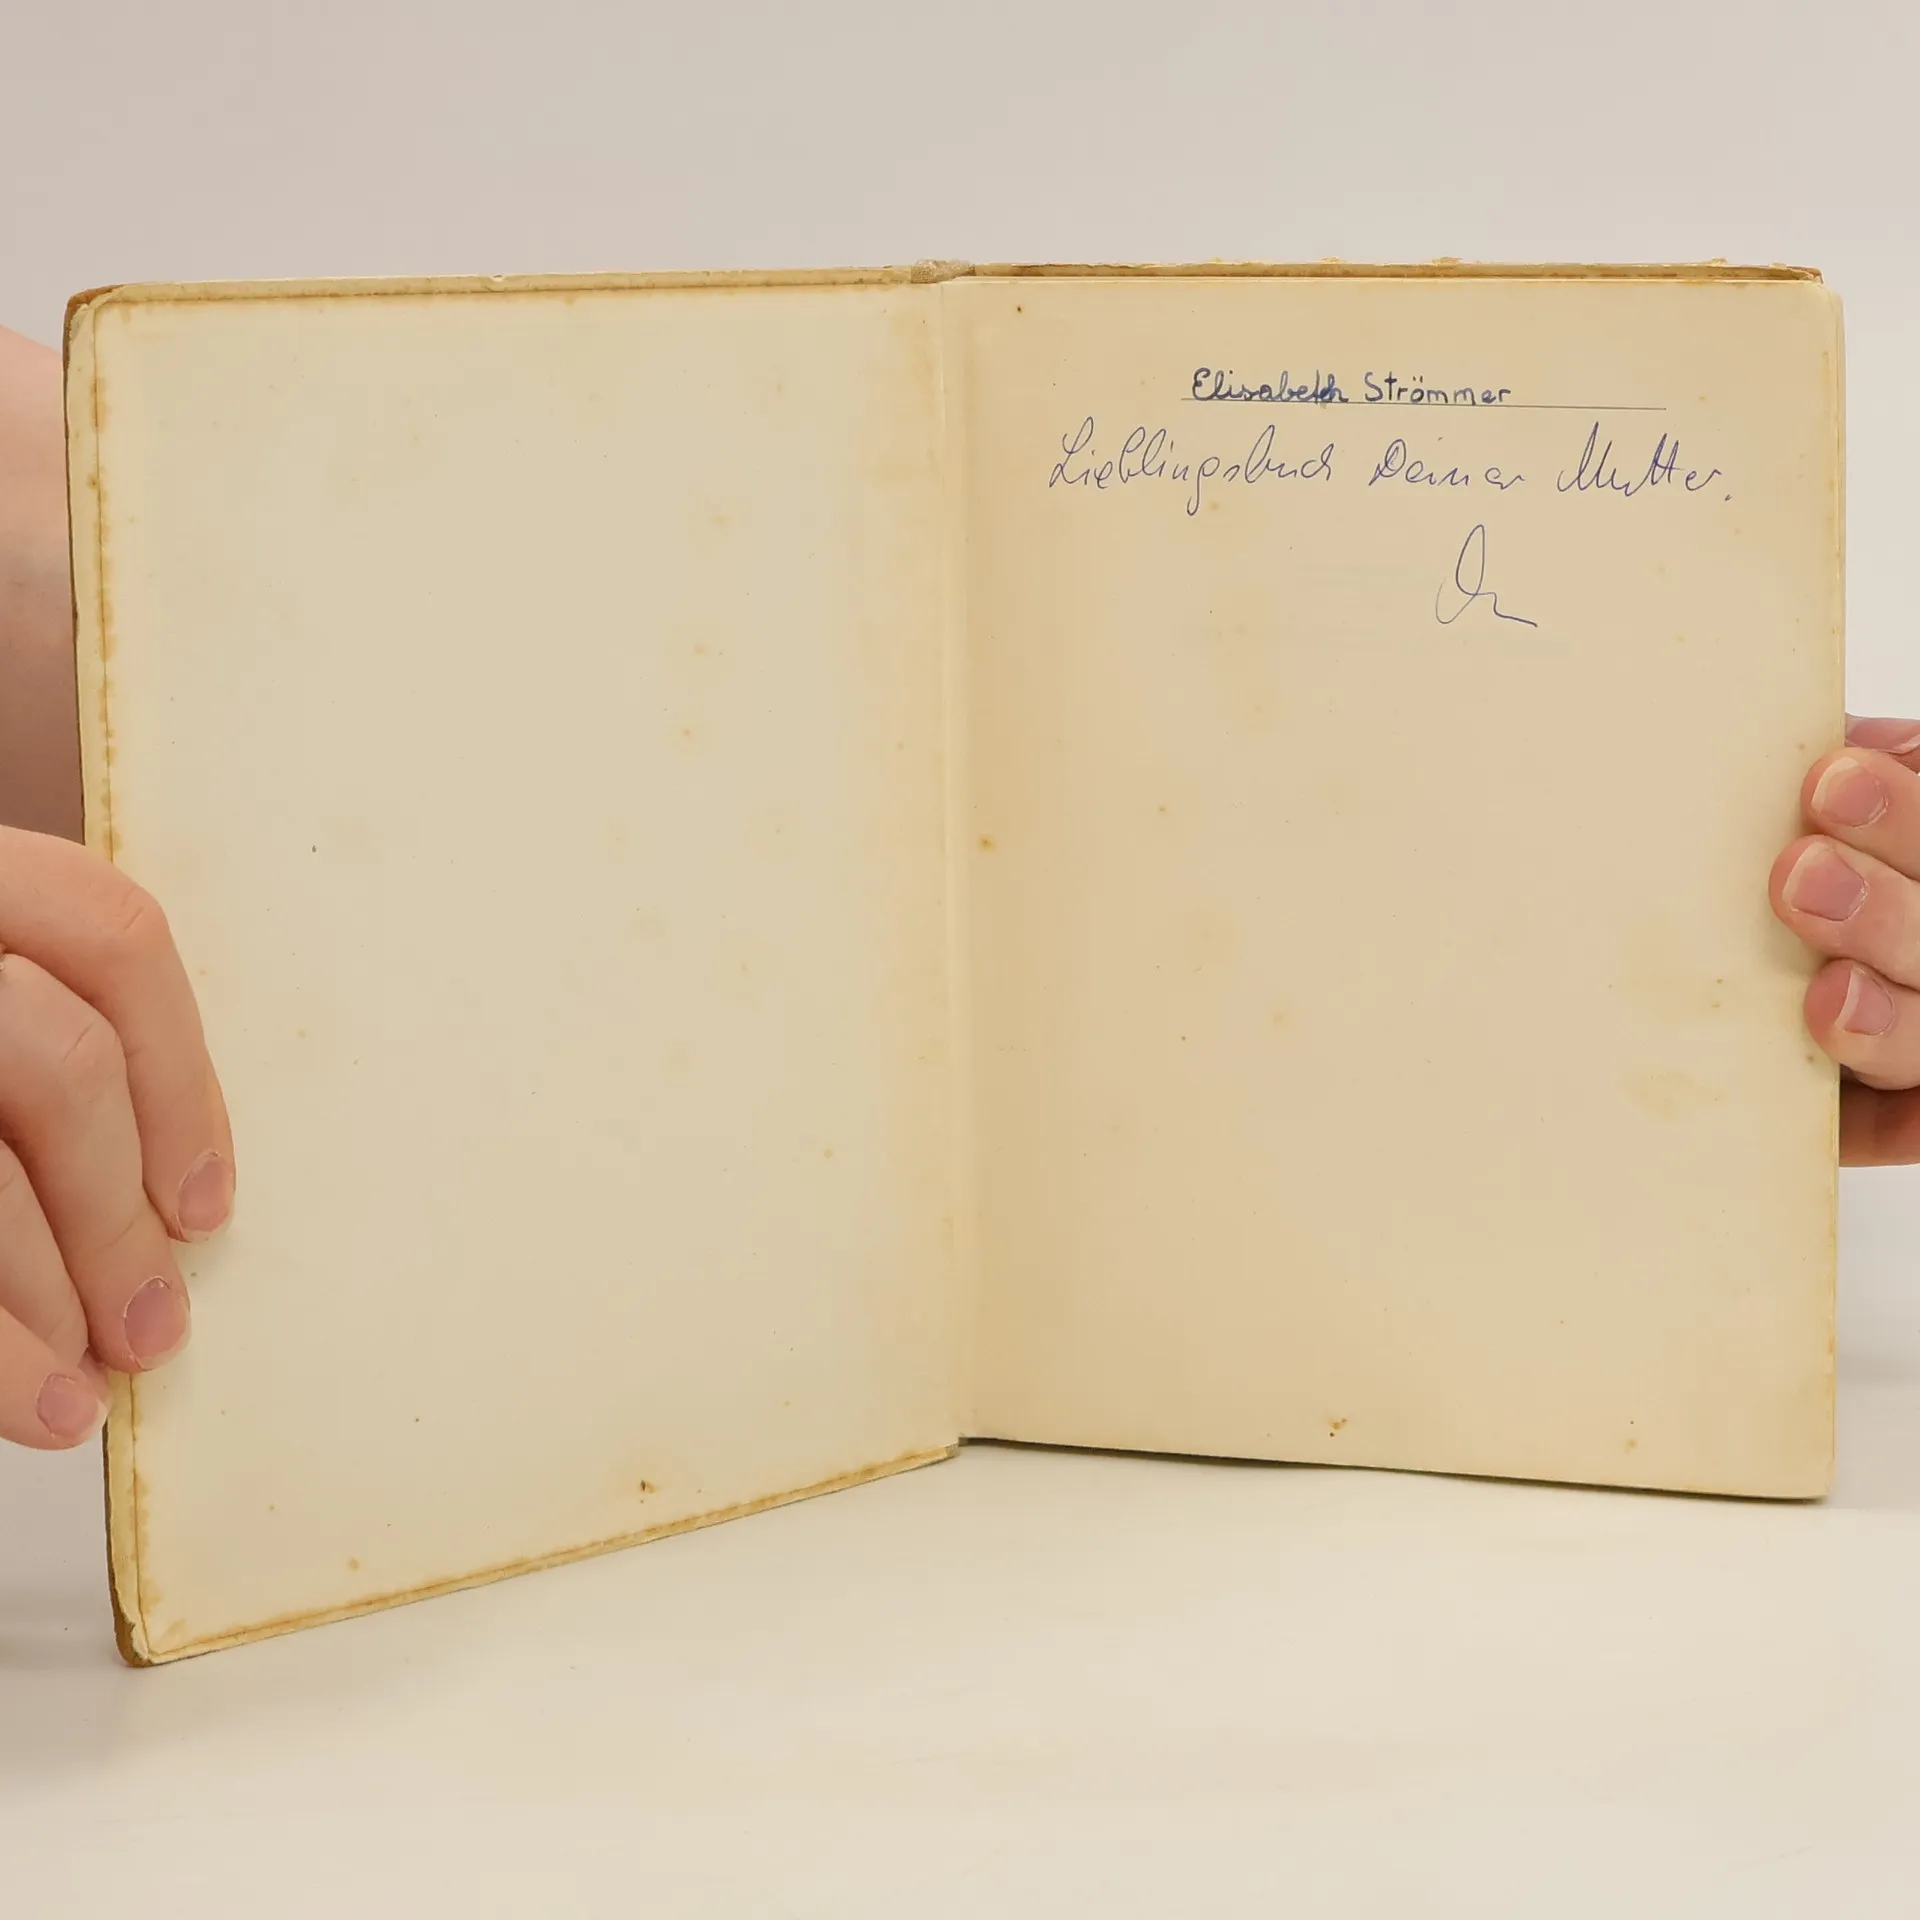 Elisabeth Strömmer
Lieblingsbuch Deiner Mutter.